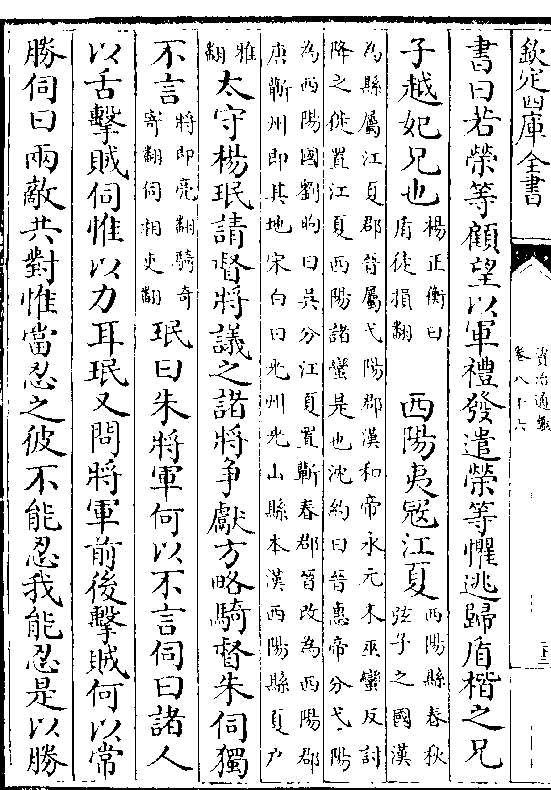 欽定四庫全書
資治通鑑
卷八十六
書曰若榮等顧望以軍禮發遣榮等懼逃歸盾楷之兄
子越妃兄也楊正衡曰盾徒損翻西陽夷寇江夏西陽縣春秋弦子之國漢
為縣屬江夏郡晉屬弋陽郡漢和帝永元末巫蠻反討
降之徙置江夏西陽諸蠻是也沈約曰晉惠帝分弋陽
為西陽國劉昫曰吳分江夏置蘄春郡晉改為西陽郡
唐蘄州即其地宋白曰光州光山縣本漢西陽縣夏戶
雅翻太守楊珉請督將議之諸將争獻方略騎督朱伺獨
不言將即亮翻騎奇寄翻伺相吏翻珉曰朱將軍何以不言伺曰諸人
以舌擊賊伺惟以力耳珉又問將軍前後擊賊何以常
勝伺曰兩敵共對惟當忍之彼不能忍我能忍是以勝